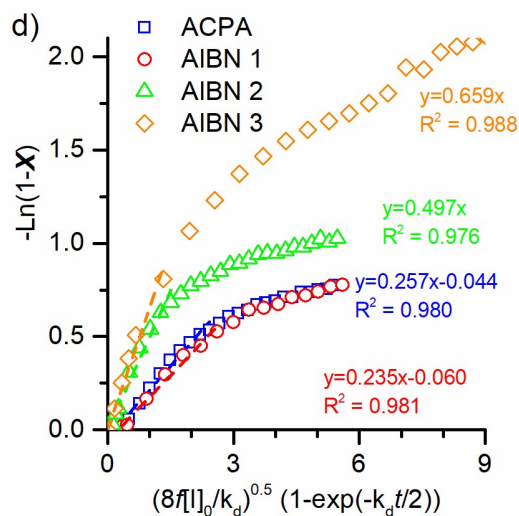 d)
ACPA
AIBN 1
AIBN 2
AIBN 3
2.0
1.5
1.0
0.5
0.0
-Ln(1-X)
y=0.659x
R² = 0.988
y=0.497x
R² = 0.976
y=0.257x-0.044
R² = 0.980
y=0.235x-0.060
R² = 0.981
0 3 6 9
(8f[I]₀/k_d)^0.5 (1-exp(-k_dt/2))